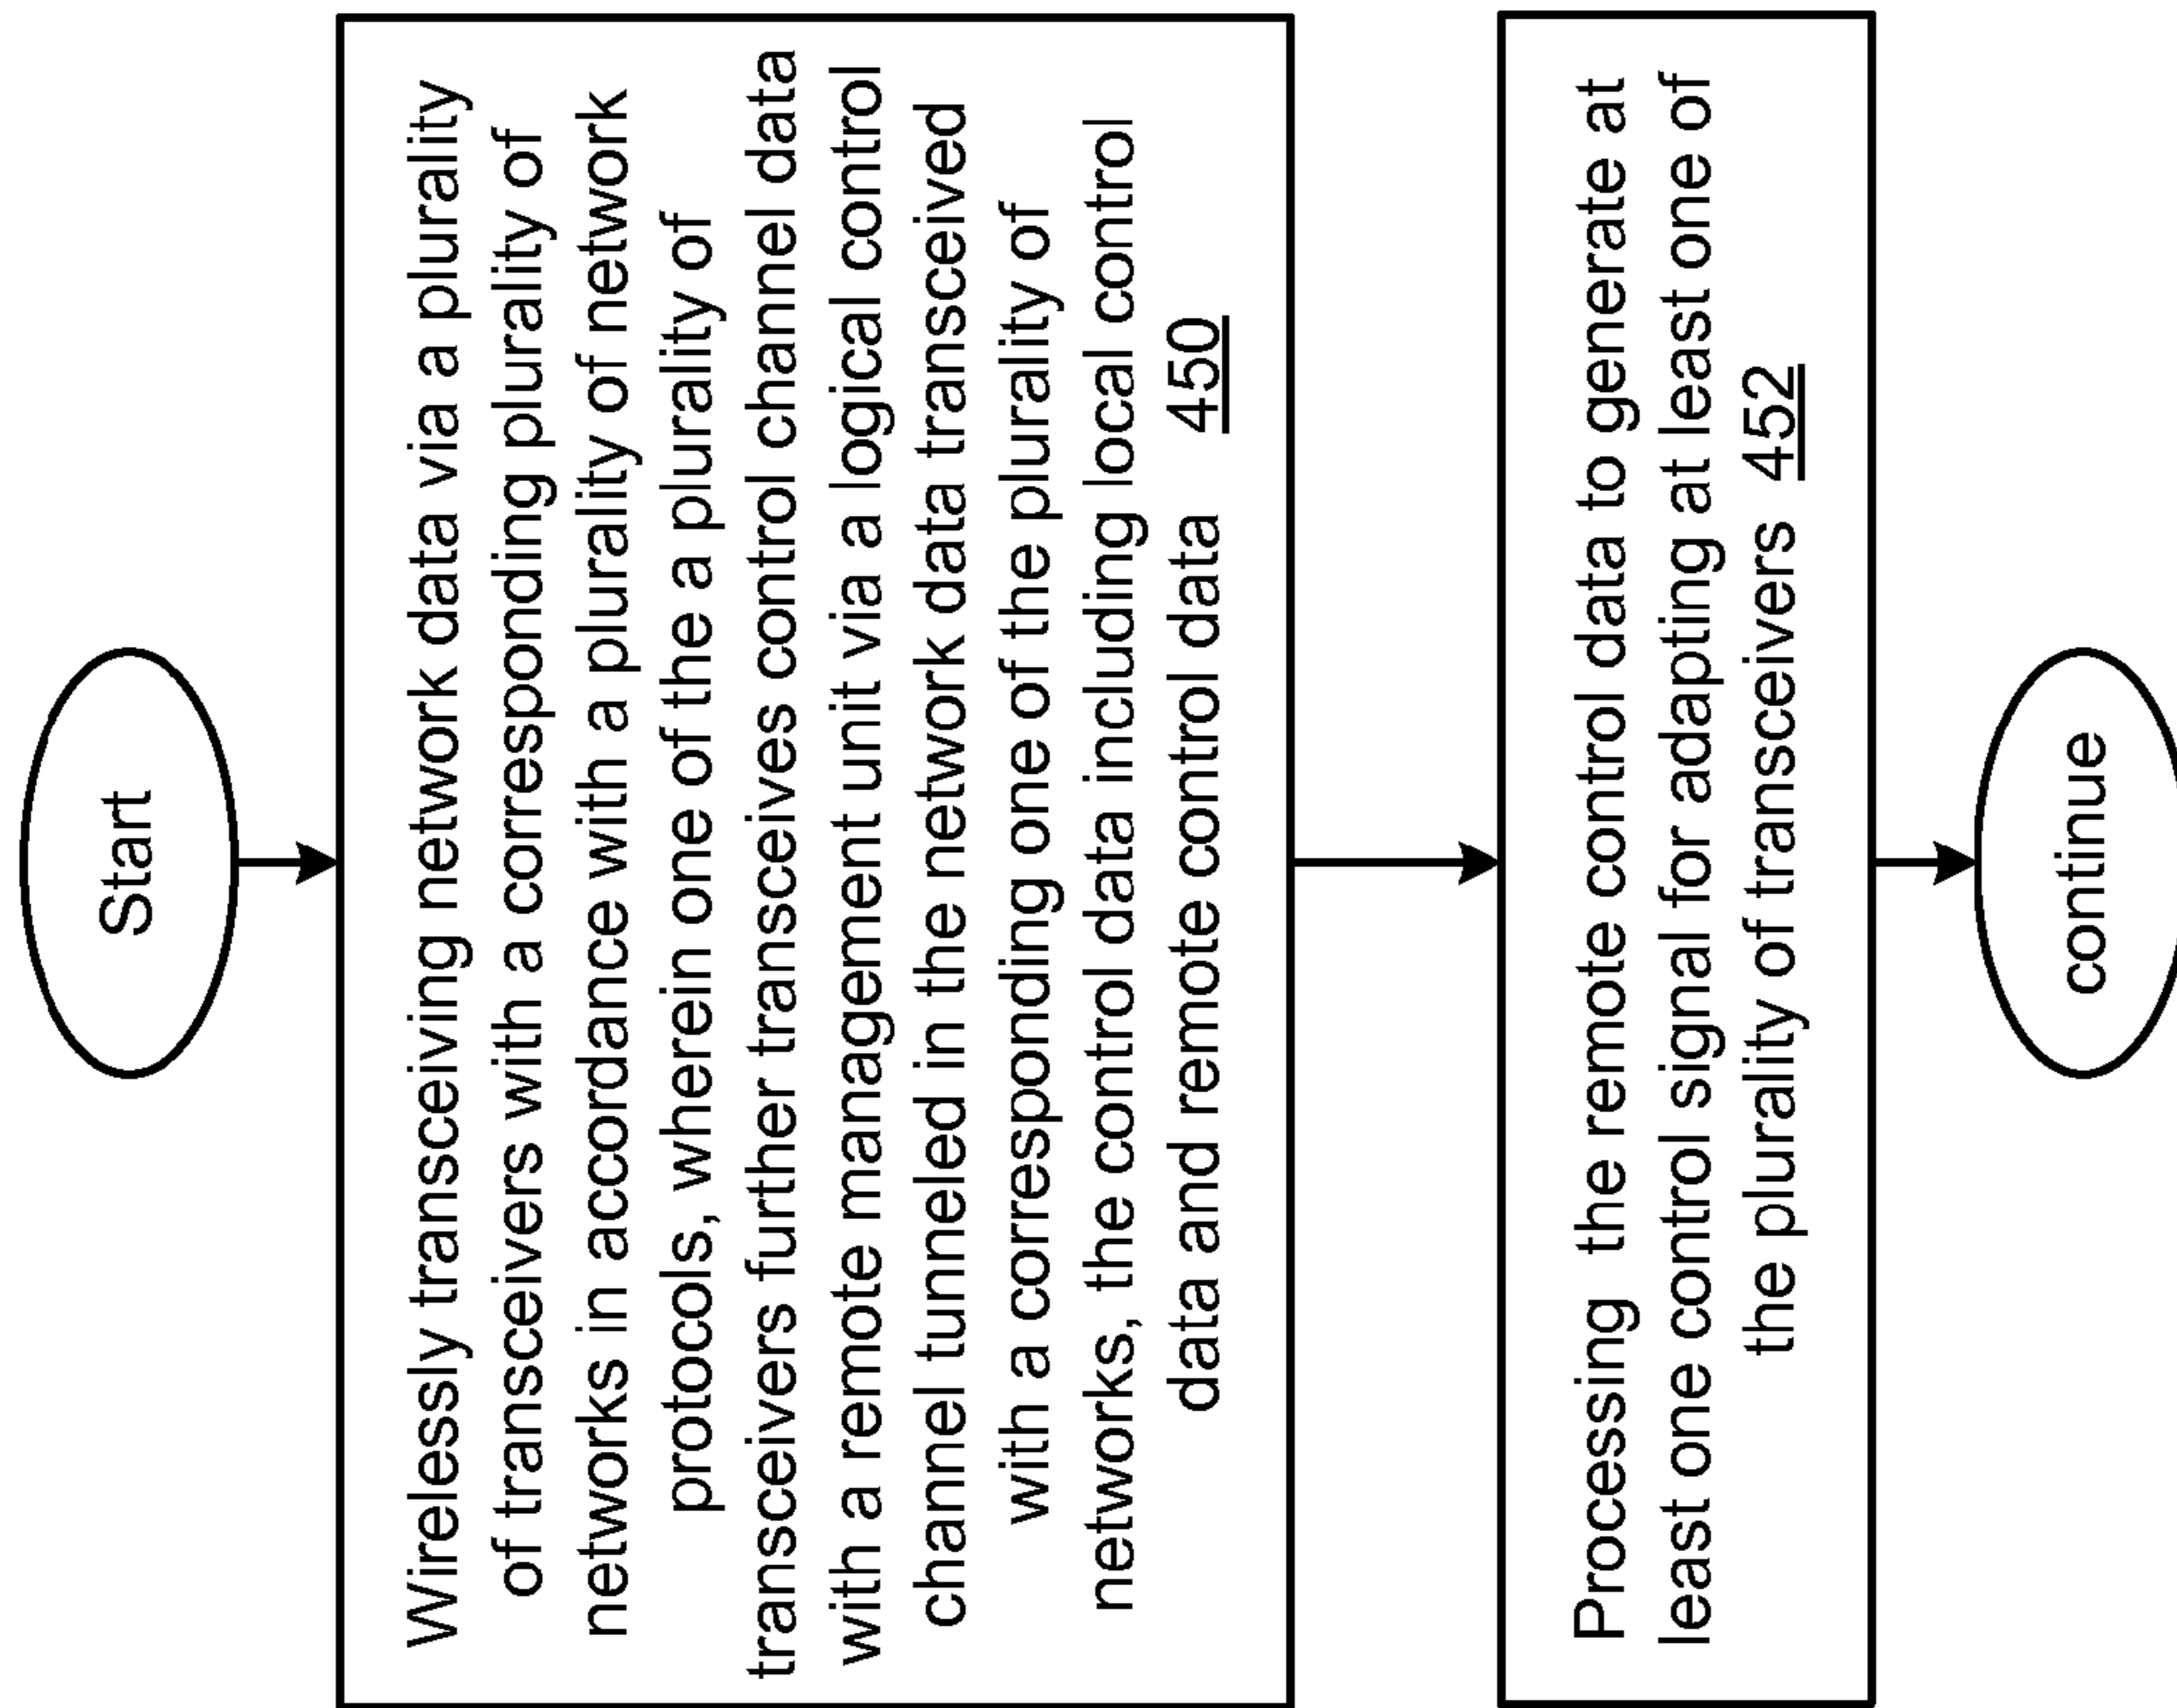 Start
Wirelessly transceiving network data via a plurality
of transceivers with a corresponding plurality of
networks in accordance with a plurality of network
protocols, wherein one of the a plurality of
transceivers further transceives control channel data
with a remote management unit via a logical control
channel tunneled in the network data transceived
with a corresponding one of the plurality of
networks, the control data including local control
data and remote control data 450
Processing the remote control data to generate at
least one control signal for adapting at least one of
the plurality of transceivers 452
continue